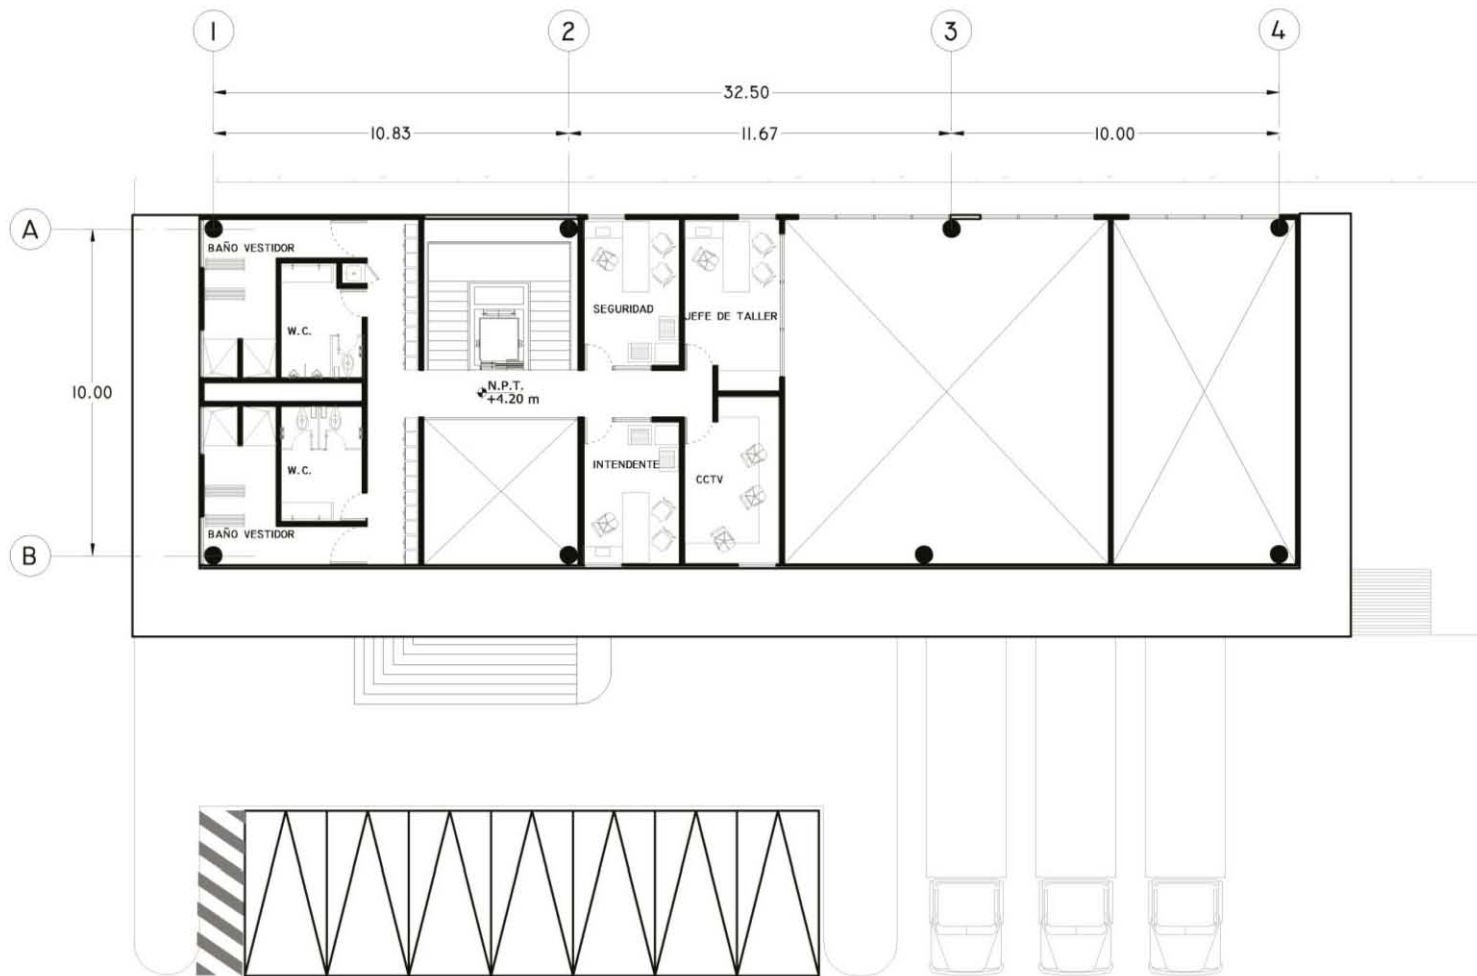 1 2 3 4
32.50
10.83 11.67 10.00
A
BAÑO VESTIDOR
SEGURIDAD
JEFE DE TALLER
W.C.
N.P.T.
+4.20 m
10.00
W.C.
INTENDENTE
CCTV
BAÑO VESTIDOR
B